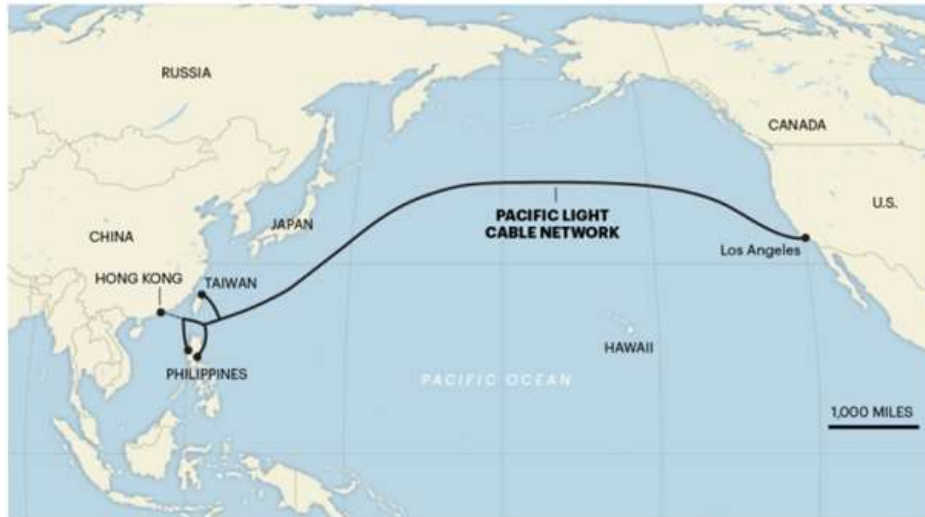 RUSSIA
CANADA
U.S.
JAPAN
PACIFIC LIGHT
CABLE NETWORK
CHINA
Los Angeles
HONG KONG
TAIWAN
HAWAII
PHILIPPINES
PACIFIC OCEAN
1,000 MILES